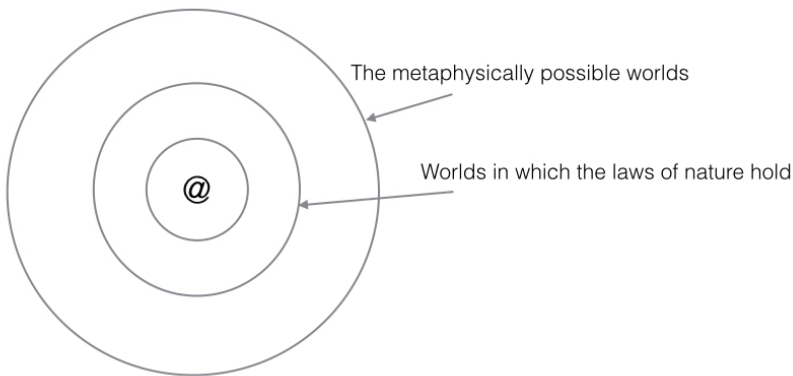 The metaphysically possible worlds
Worlds in which the laws of nature hold
@